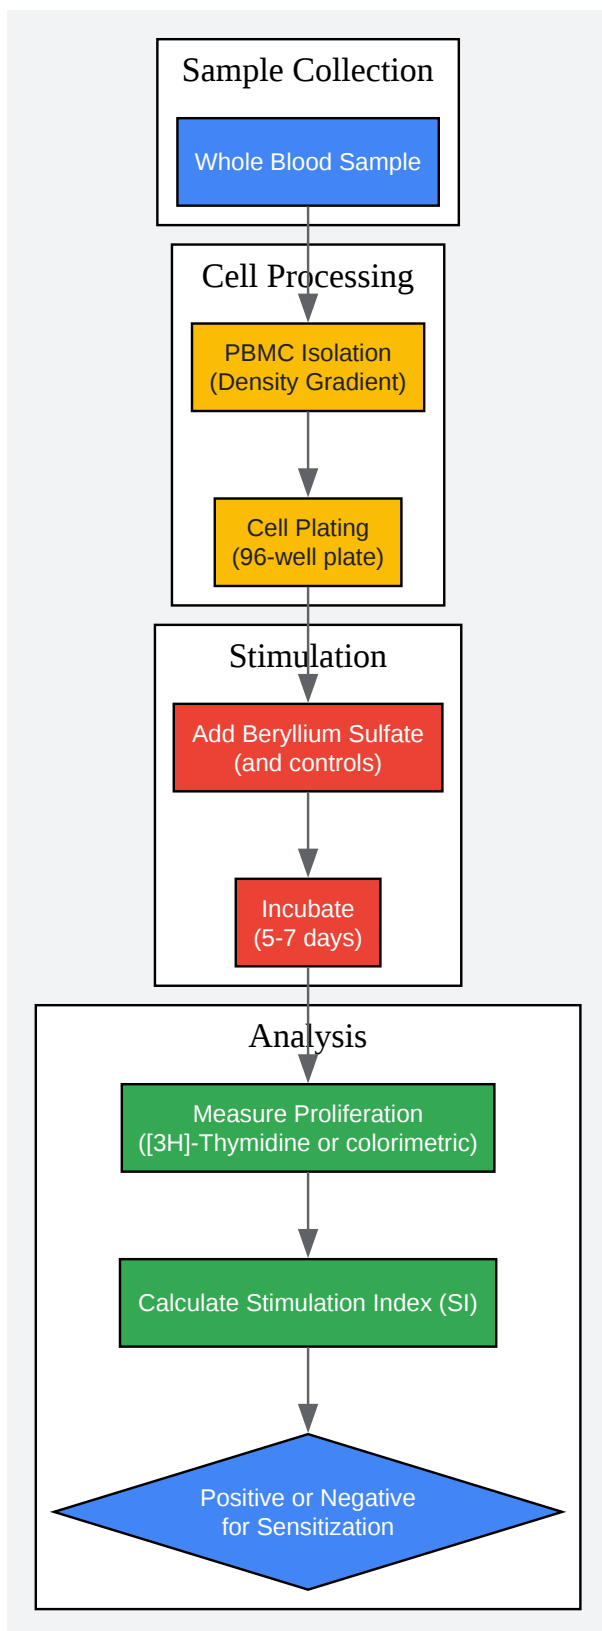 Sample Collection
Whole Blood Sample
Cell Processing
PBMC Isolation
(Density Gradient)
Cell Plating
(96-well plate)
Stimulation
Add Beryllium Sulfate
(and controls)
Incubate
(5-7 days)
Analysis
Measure Proliferation
([3H]-Thymidine or colorimetric)
Calculate Stimulation Index (SI)
Positive or Negative
for Sensitization